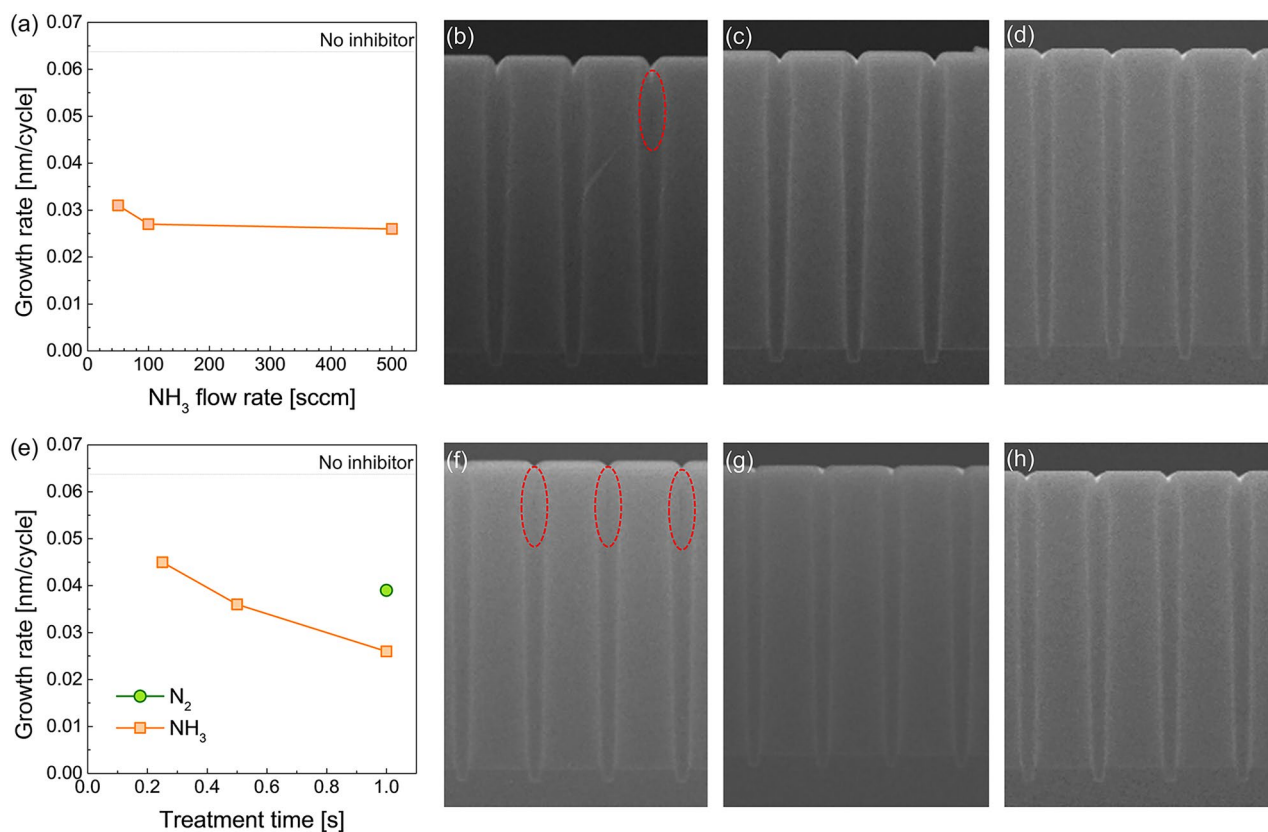 (a)
0.07
0.06
0.05
0.04
0.03
0.02
0.01
0.00
Growth rate [nm/cycle]
No inhibitor
0 100 200 300 400 500
NH3 flow rate [sccm]
(b)
(c)
(d)
(e)
0.07
0.06
0.05
0.04
0.03
0.02
0.01
0.00
Growth rate [nm/cycle]
No inhibitor
N2
NH3
0.0 0.2 0.4 0.6 0.8 1.0
Treatment time [s]
(f)
(g)
(h)